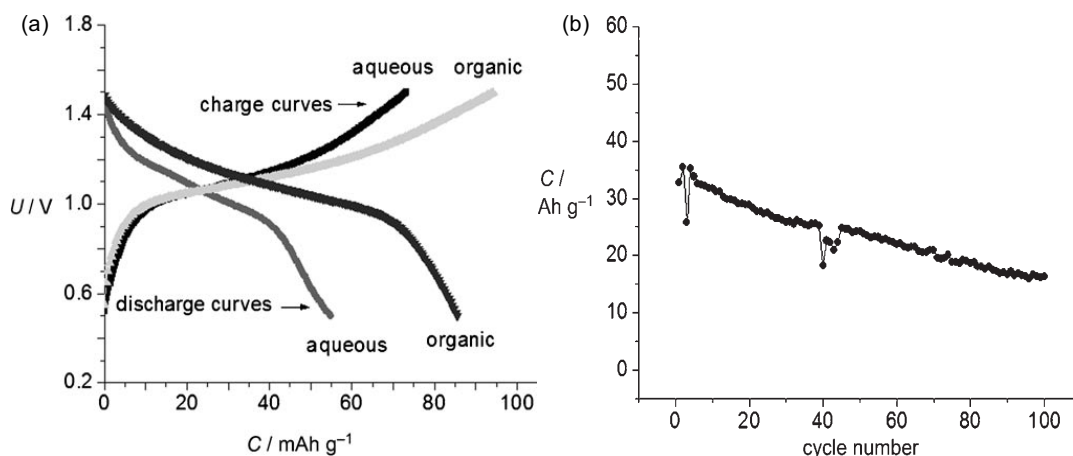 (a)
1.8
1.4
1.0
0.6
0.2
U / V
aqueous organic
charge curves
discharge curves
aqueous
organic
0 20 40 60 80 100
C / mAh g–1
(b)
60
50
40
30
20
10
0
C /
Ah g–1
0 20 40 60 80 100
cycle number